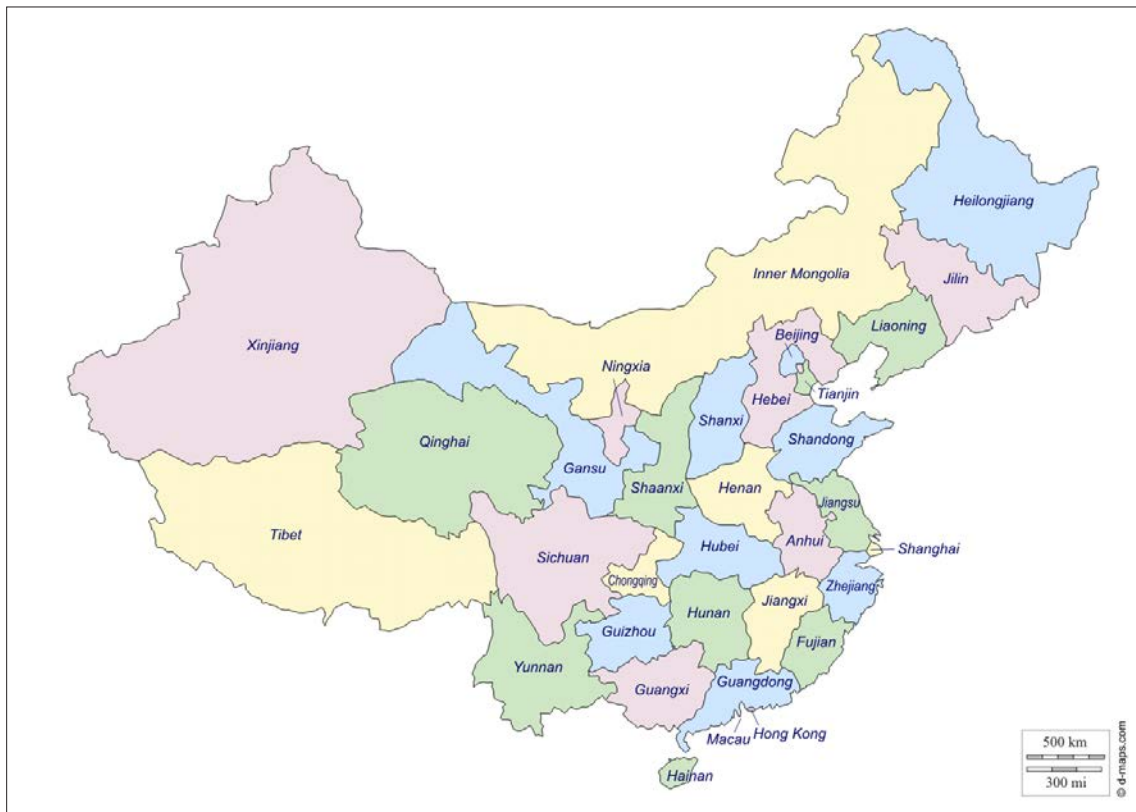 Heilongjiang
Inner Mongolia
Jilin
Liaoning
Beijing
Xinjiang
Ningxia
Tianjin
Hebei
Shanxi
Qinghai
Shandong
Gansu
Shaanxi
Henan
Jiangsu
Tibet
Anhui
Shanghai
Hubei
Sichuan
Chongqing
Zhejiang
Jiangxi
Hunan
Guizhou
Fujian
Yunnan
Guangdong
Guangxi
Hong Kong
Macau
Hainan
500 km
300 mi
© d-maps.com